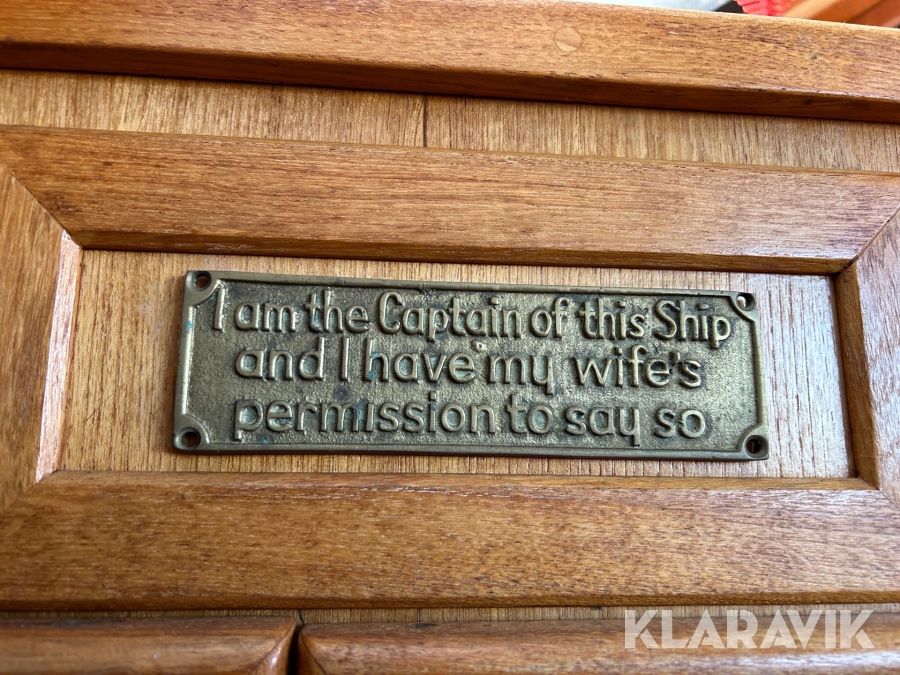 I am the Captain of this Ship
and I have my wife's
permission to say so
KLARAVIK